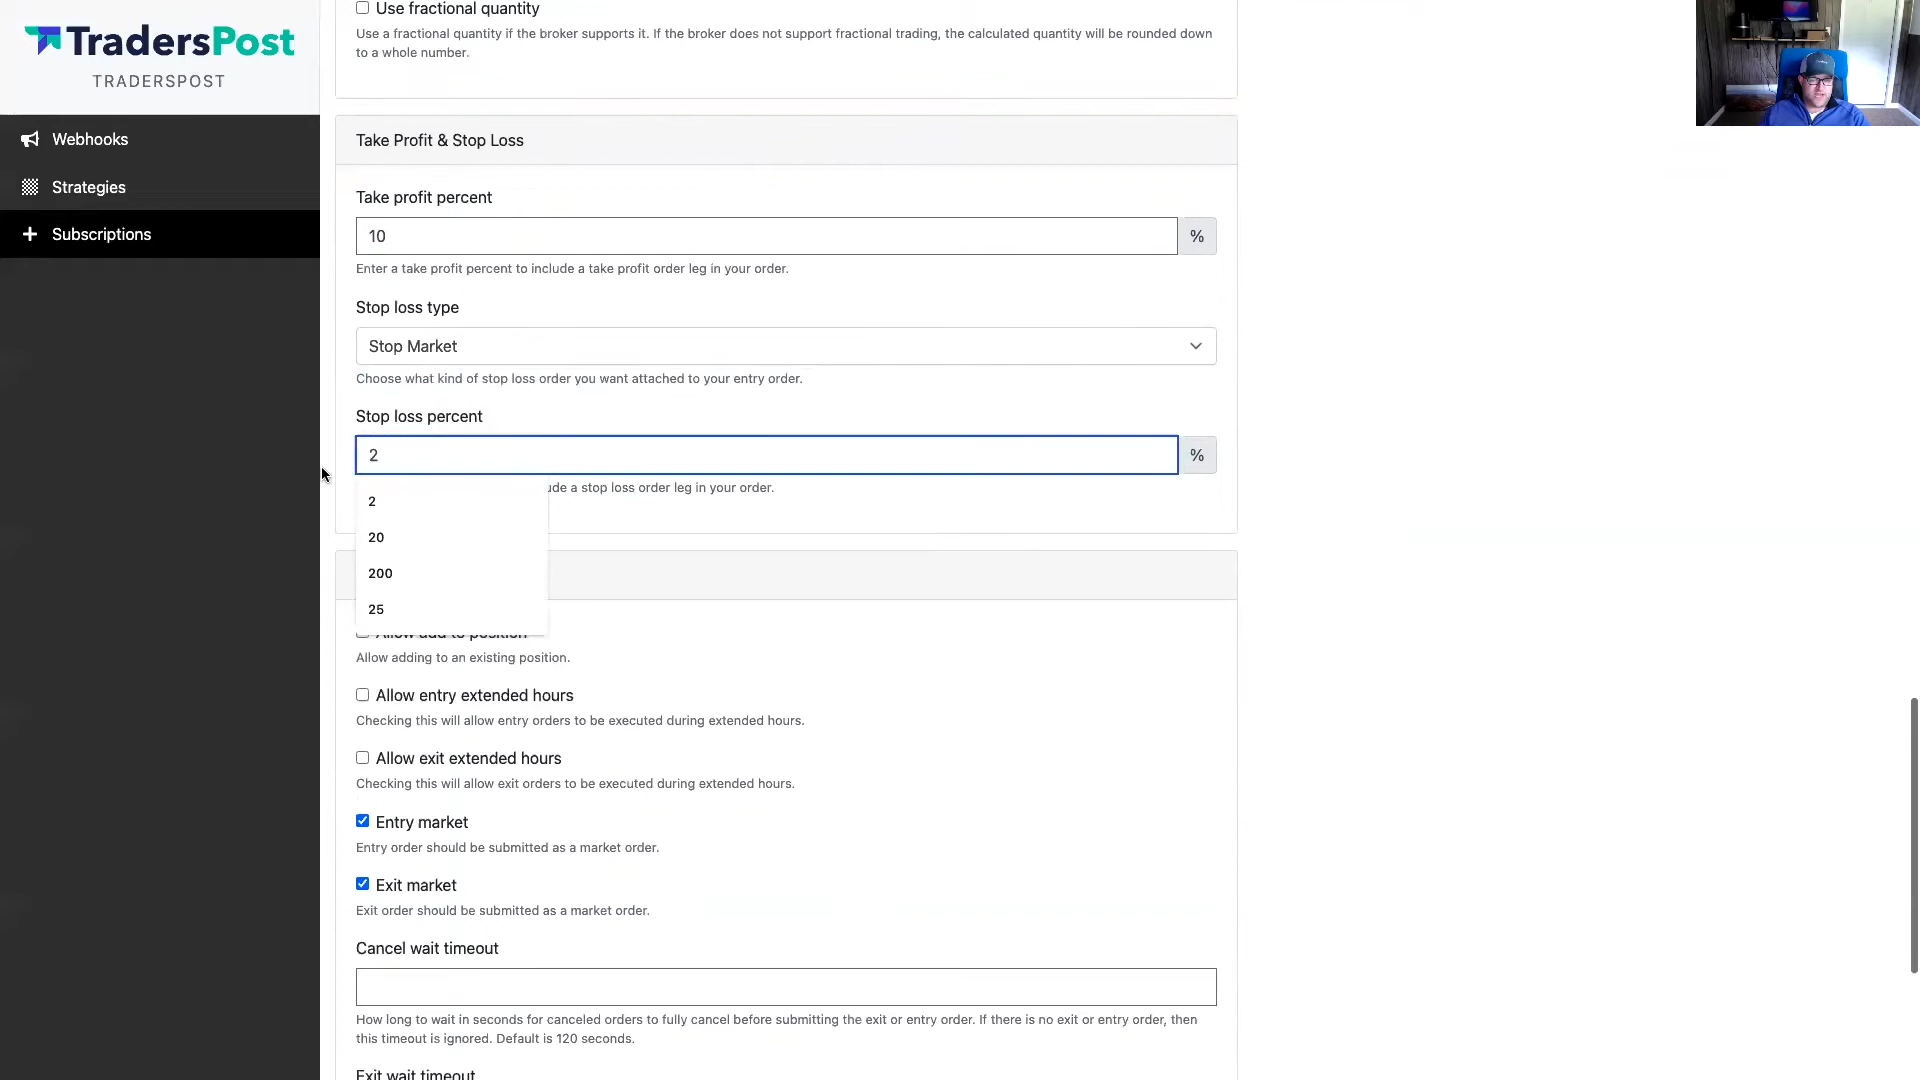 TradersPost
TRADERSPOST
Webhooks
Strategies
Subscriptions
Use fractional quantity
Use a fractional quantity if the broker supports it. If the broker does not support fractional trading, the calculated quantity will be rounded down
to a whole number.
Take Profit & Stop Loss
Take profit percent
10
%
Enter a take profit percent to include a take profit order leg in your order.
Stop loss type
Stop Market
Choose what kind of stop loss order you want attached to your entry order.
Stop loss percent
2
%
a stop loss order leg in your order.
2
20
200
25
Allow add to position
Allow adding to an existing position.
Allow entry extended hours
Checking this will allow entry orders to be executed during extended hours.
Allow exit extended hours
Checking this will allow exit orders to be executed during extended hours.
Entry market
Entry order should be submitted as a market order.
Exit market
Exit order should be submitted as a market order.
Cancel wait timeout
How long to wait in seconds for canceled orders to fully cancel before submitting the exit or entry order. If there is no exit or entry order, then
this timeout is ignored. Default is 120 seconds.
Exit wait timeout